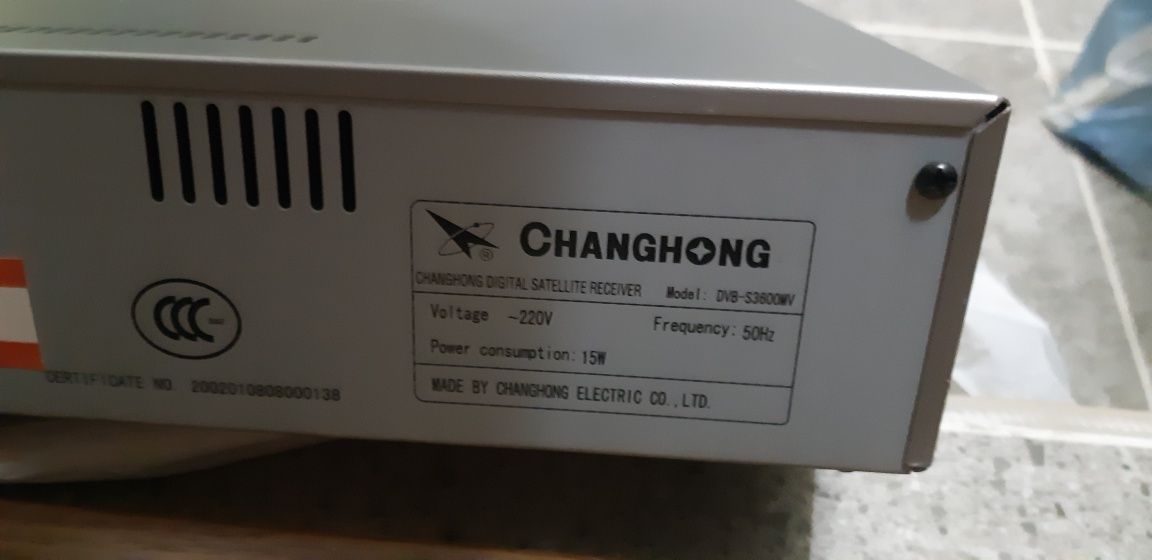 ® CHANGHONG
CHANGHONG DIGITAL SATELLITE RECEIVER Model: DVB-S3600MV
Voltage ~220V Frequency: 50Hz
Power consumption: 15W
MADE BY CHANGHONG ELECTRIC CO.,LTD.
CCC
CERTIFICATE NO. 2002010808000138